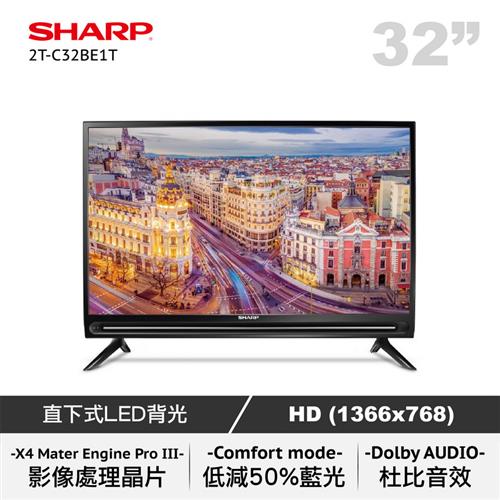 SHARP
32”
2T-C32BE1T
SHARP
直下式LED背光
HD (1366x768)
-X4 Mater Engine Pro III-
影像處理晶片
-Comfort mode-
低減50%藍光
-Dolby AUDIO-
杜比音效